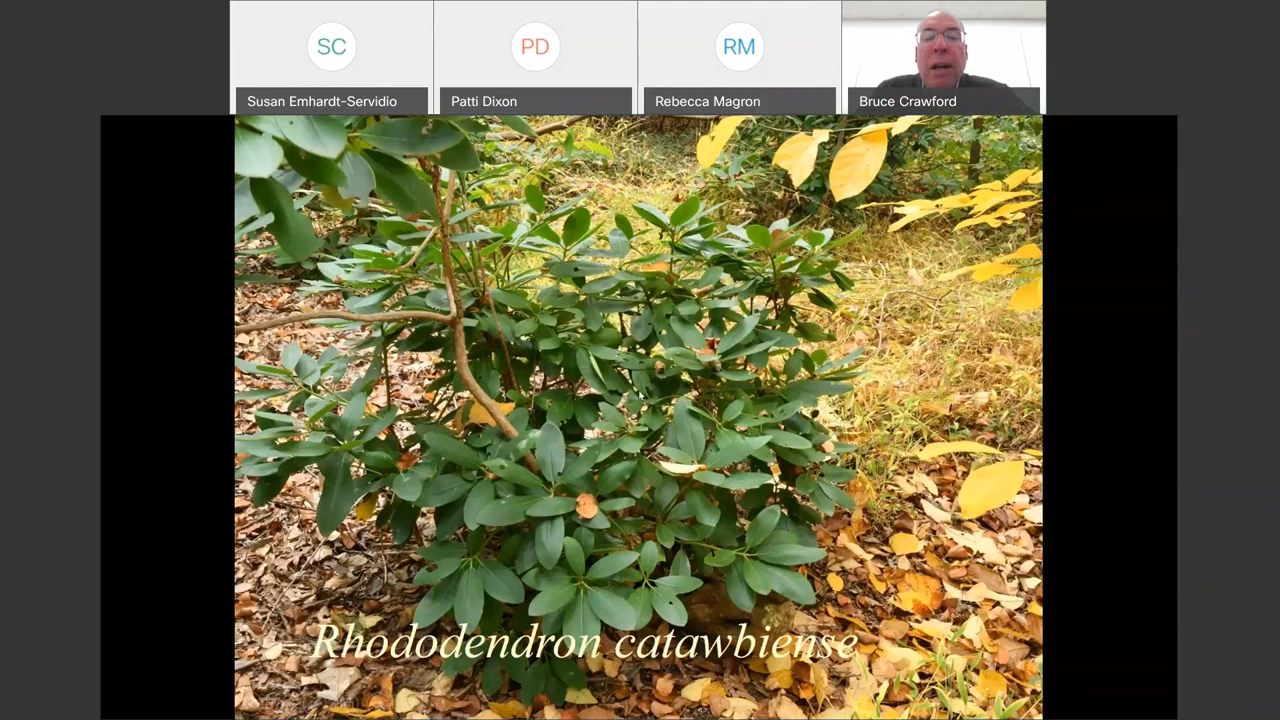 SC
PD
RM
Susan Emhardt-Servidio
Patti Dixon
Rebecca Magron
Bruce Crawford
Rhododendron catawbiense